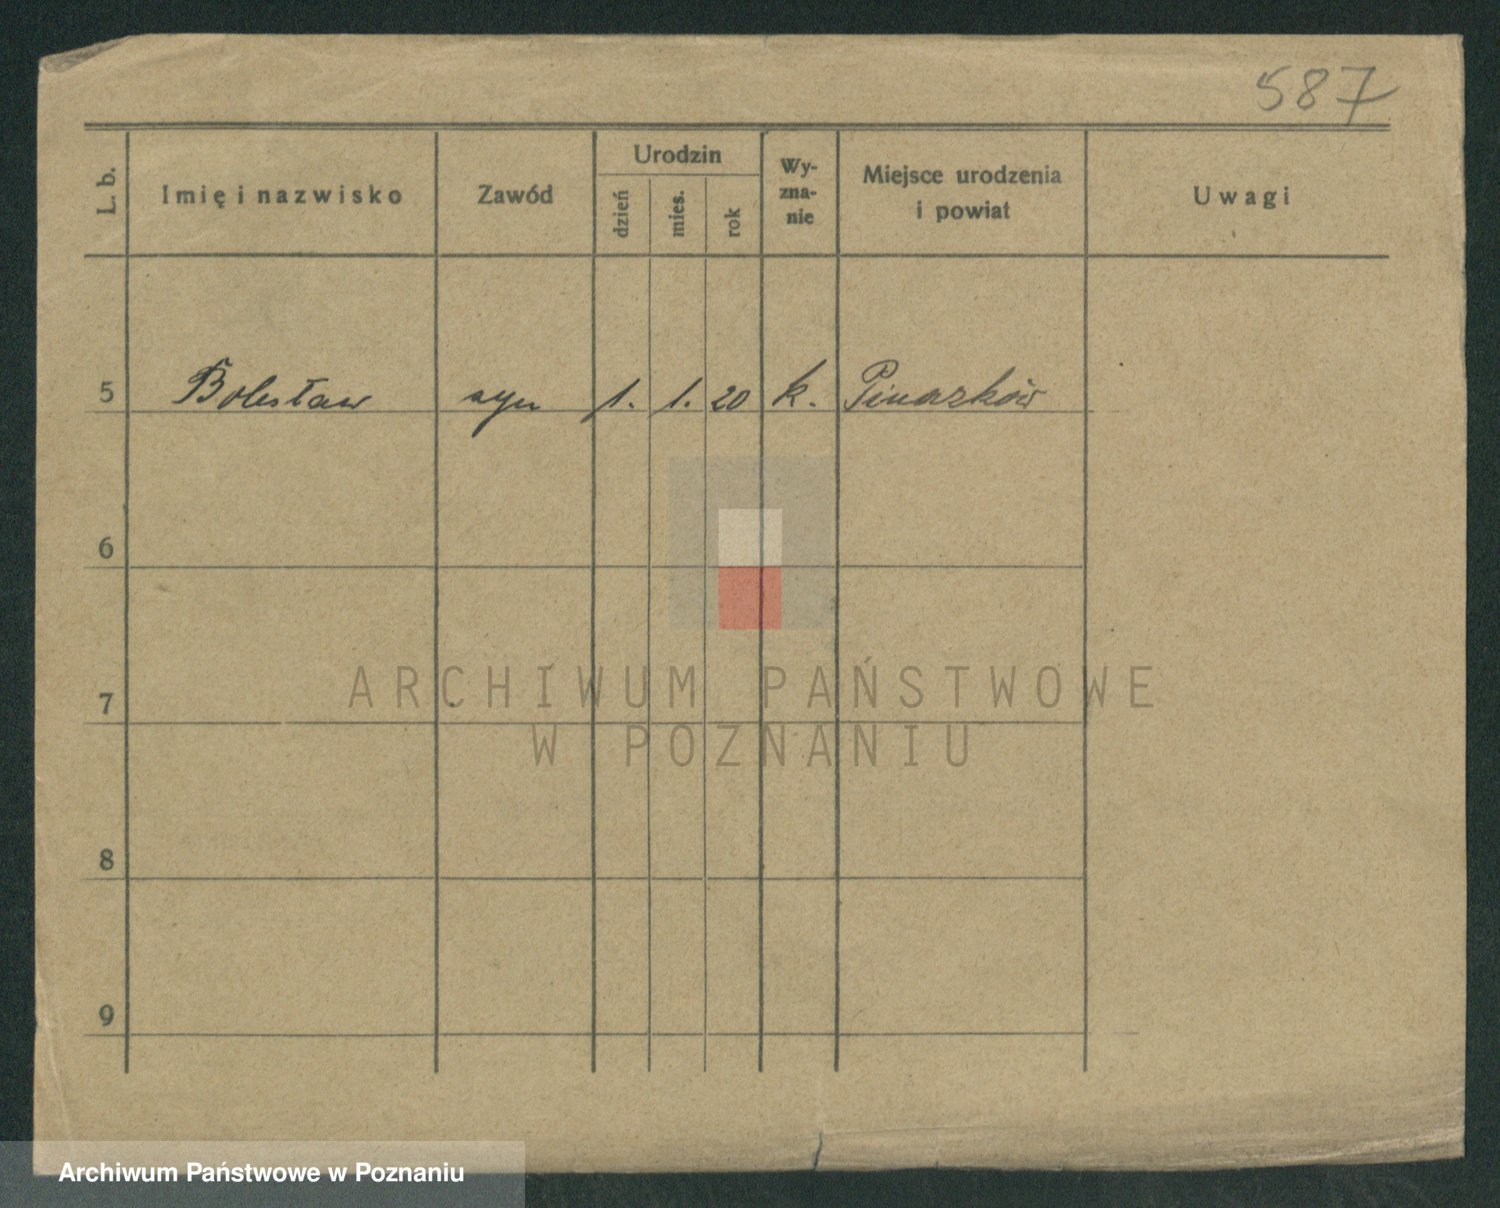 587
L. b.
Imię i nazwisko
Zawód
Urodzin
dzień
mies.
rok
Wy-
zna-
nie
Miejsce urodzenia
i powiat
Uwagi
5 Bolesław syn 1. 1. 20 k.
6
7
8
9
ARCHIWUM PAŃSTWOWE
W POZNANIU
Archiwum Państwowe w Poznaniu